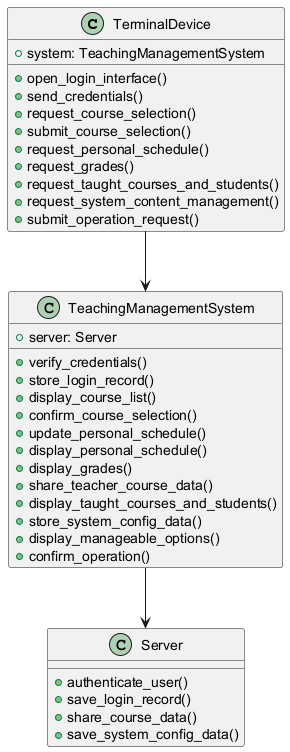 C TerminalDevice
system: TeachingManagementSystem
open_login_interface()
send_credentials()
request_course_selection()
submit_course_selection()
request_personal_schedule()
request_grades()
request_taught_courses_and_students()
request_system_content_management()
submit_operation_request()
C TeachingManagementSystem
server: Server
verify_credentials()
store_login_record()
display_course_list()
confirm_course_selection()
update_personal_schedule()
display_personal_schedule()
display_grades()
share_teacher_course_data()
display_taught_courses_and_students()
store_system_config_data()
display_manageable_options()
confirm_operation()
C Server
authenticate_user()
save_login_record()
share_course_data()
save_system_config_data()